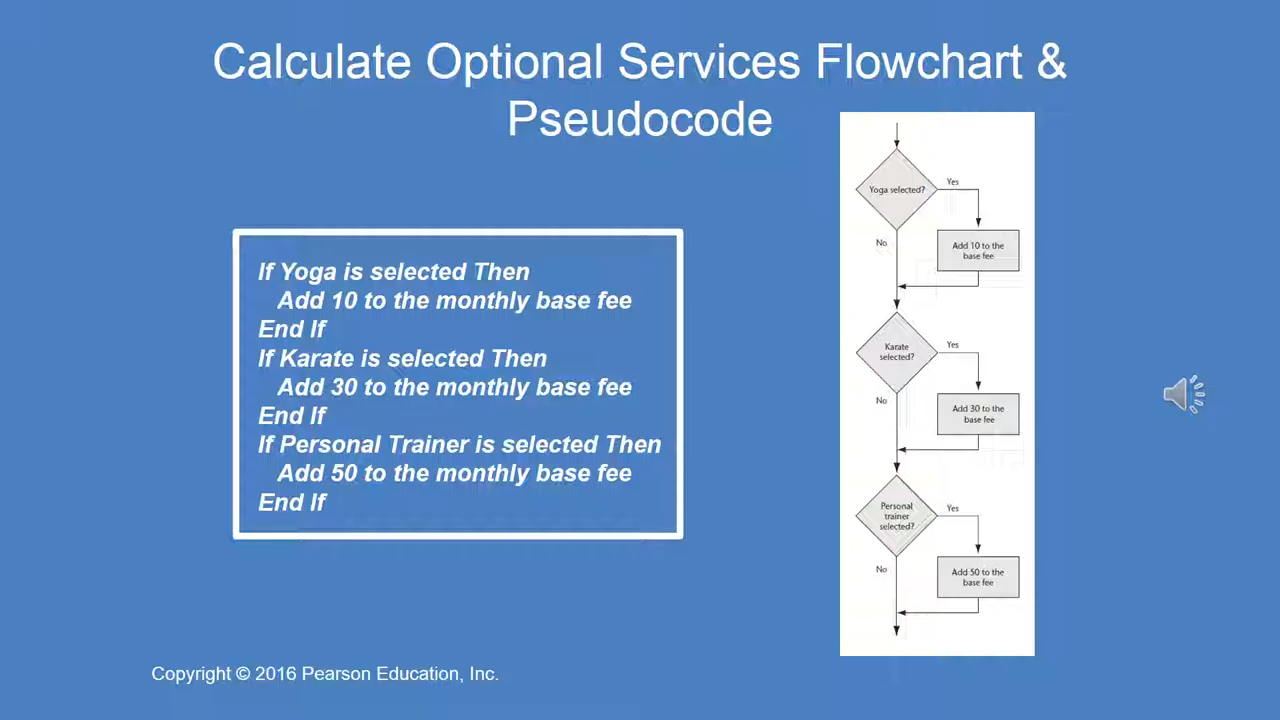 Calculate Optional Services Flowchart &
Pseudocode
If Yoga is selected Then
Add 10 to the monthly base fee
End If
If Karate is selected Then
Add 30 to the monthly base fee
End If
If Personal Trainer is selected Then
Add 50 to the monthly base fee
End If
Yoga selected?
Yes
No
Add 10 to the
base fee
Karate
selected?
Yes
No
Add 30 to the
base fee
Personal
trainer
selected?
Yes
No
Add 50 to the
base fee
Copyright © 2016 Pearson Education, Inc.